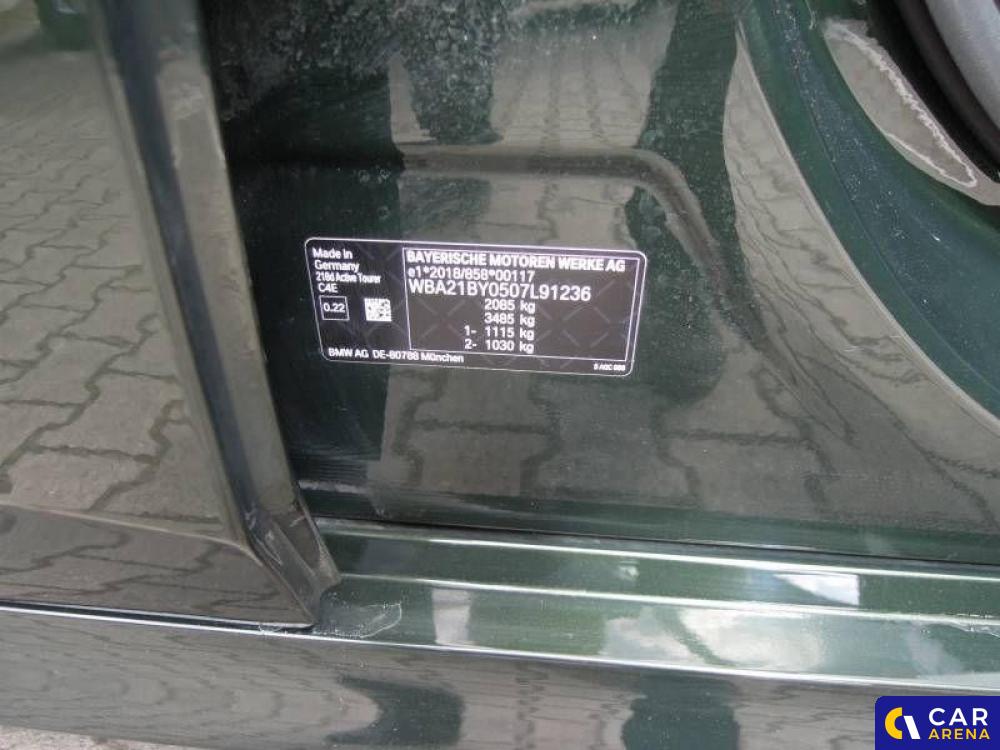 Made in
Germany
218d Active Tourer
C4E
0.22
BAYERISCHE MOTOREN WERKE AG
e1*2018/858*00117
WBA21BY0507L91236
2085 kg
3485 kg
1- 1115 kg
2- 1030 kg
BMW AG DE-80788 München
CAR
ARENA